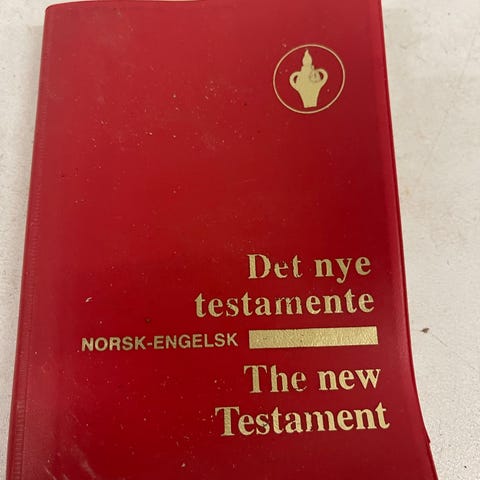 Det nye
testamente
NORSK-ENGELSK
The new
Testament